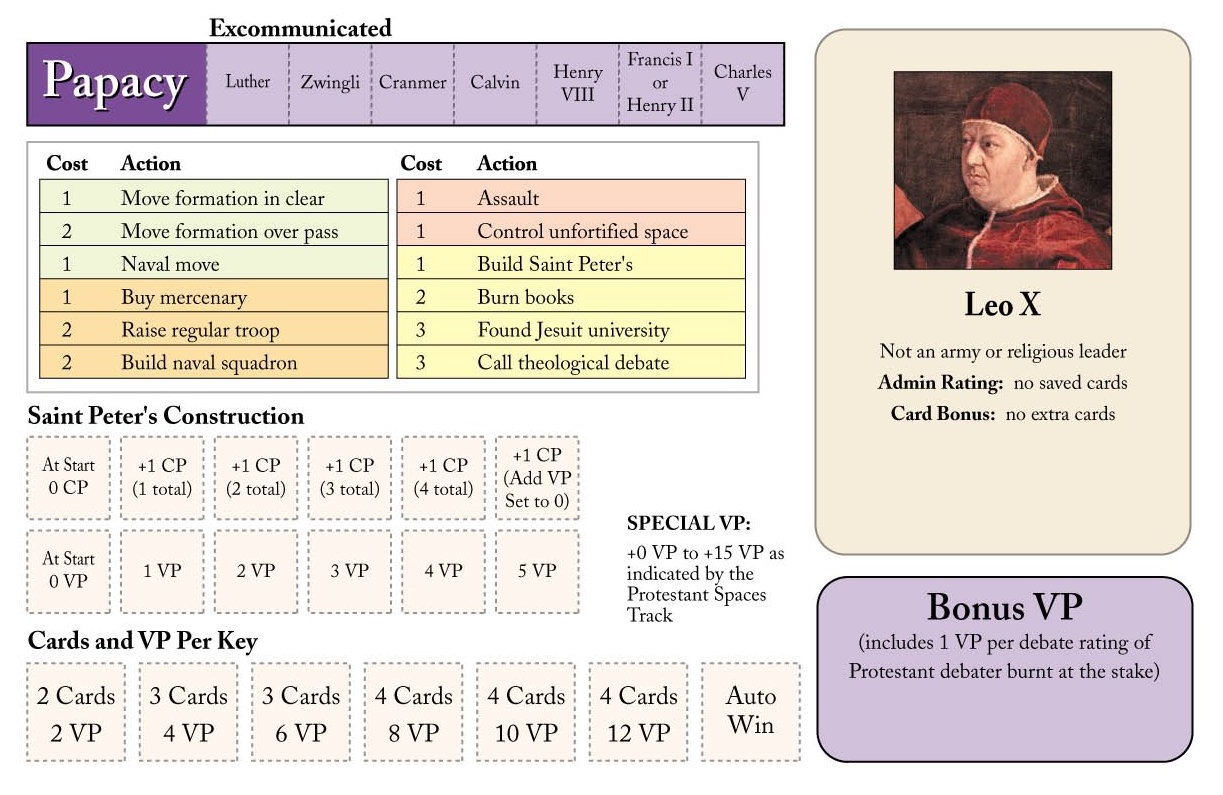 Excommunicated
Papacy
Luther
Zwingli
Cranmer
Calvin
Henry
VIII
Francis I
or
Henry II
Charles
V
Cost Action
1 Move formation in clear
2 Move formation over pass
1 Naval move
1 Buy mercenary
2 Raise regular troop
2 Build naval squadron
Cost Action
1 Assault
1 Control unfortified space
1 Build Saint Peter's
2 Burn books
3 Found Jesuit university
3 Call theological debate
Saint Peter's Construction
At Start
0 CP
+1 CP
(1 total)
+1 CP
(2 total)
+1 CP
(3 total)
+1 CP
(4 total)
+1 CP
(Add VP
Set to 0)
At Start
0 VP
1 VP
2 VP
3 VP
4 VP
5 VP
SPECIAL VP:
+0 VP to +15 VP as
indicated by the
Protestant Spaces
Track
Cards and VP Per Key
2 Cards
2 VP
3 Cards
4 VP
3 Cards
6 VP
4 Cards
8 VP
4 Cards
10 VP
4 Cards
12 VP
Auto
Win
Leo X
Not an army or religious leader
Admin Rating: no saved cards
Card Bonus: no extra cards
Bonus VP
(includes 1 VP per debate rating of
Protestant debater burnt at the stake)